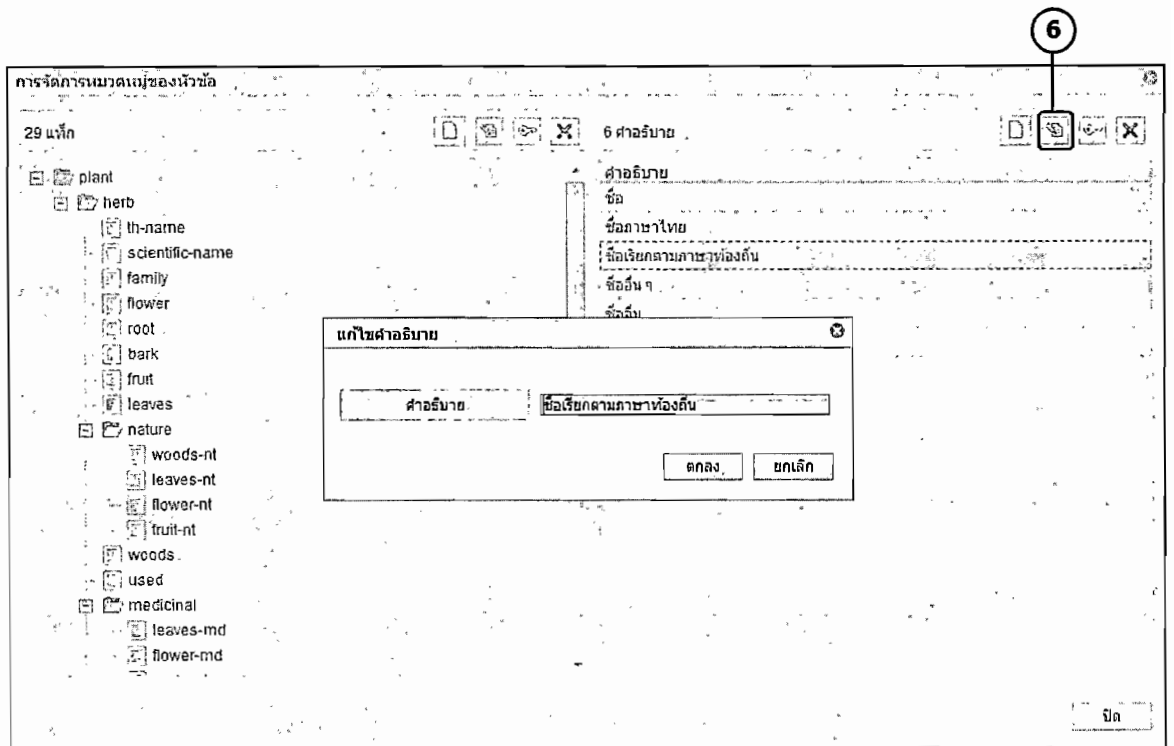 6
การจัดการหมวดหมู่ของหัวข้อ
29 แท็ก
6 คำอธิบาย
plant
herb
th-name
scientific-name
family
flower
root
bark
fruit
leaves
nature
woods-nt
leaves-nt
flower-nt
fruit-nt
woods
used
medicinal
leaves-md
flower-md
คำอธิบาย
ชื่อ
ชื่อภาษาไทย
ชื่อเรียกตามภาษาท้องถิ่น
ชื่ออื่น ๆ
ชื่ออื่น
แก้ไขคำอธิบาย
คำอธิบาย
ชื่อเรียกตามภาษาท้องถิ่น
ตกลง
ยกเลิก
ปิด